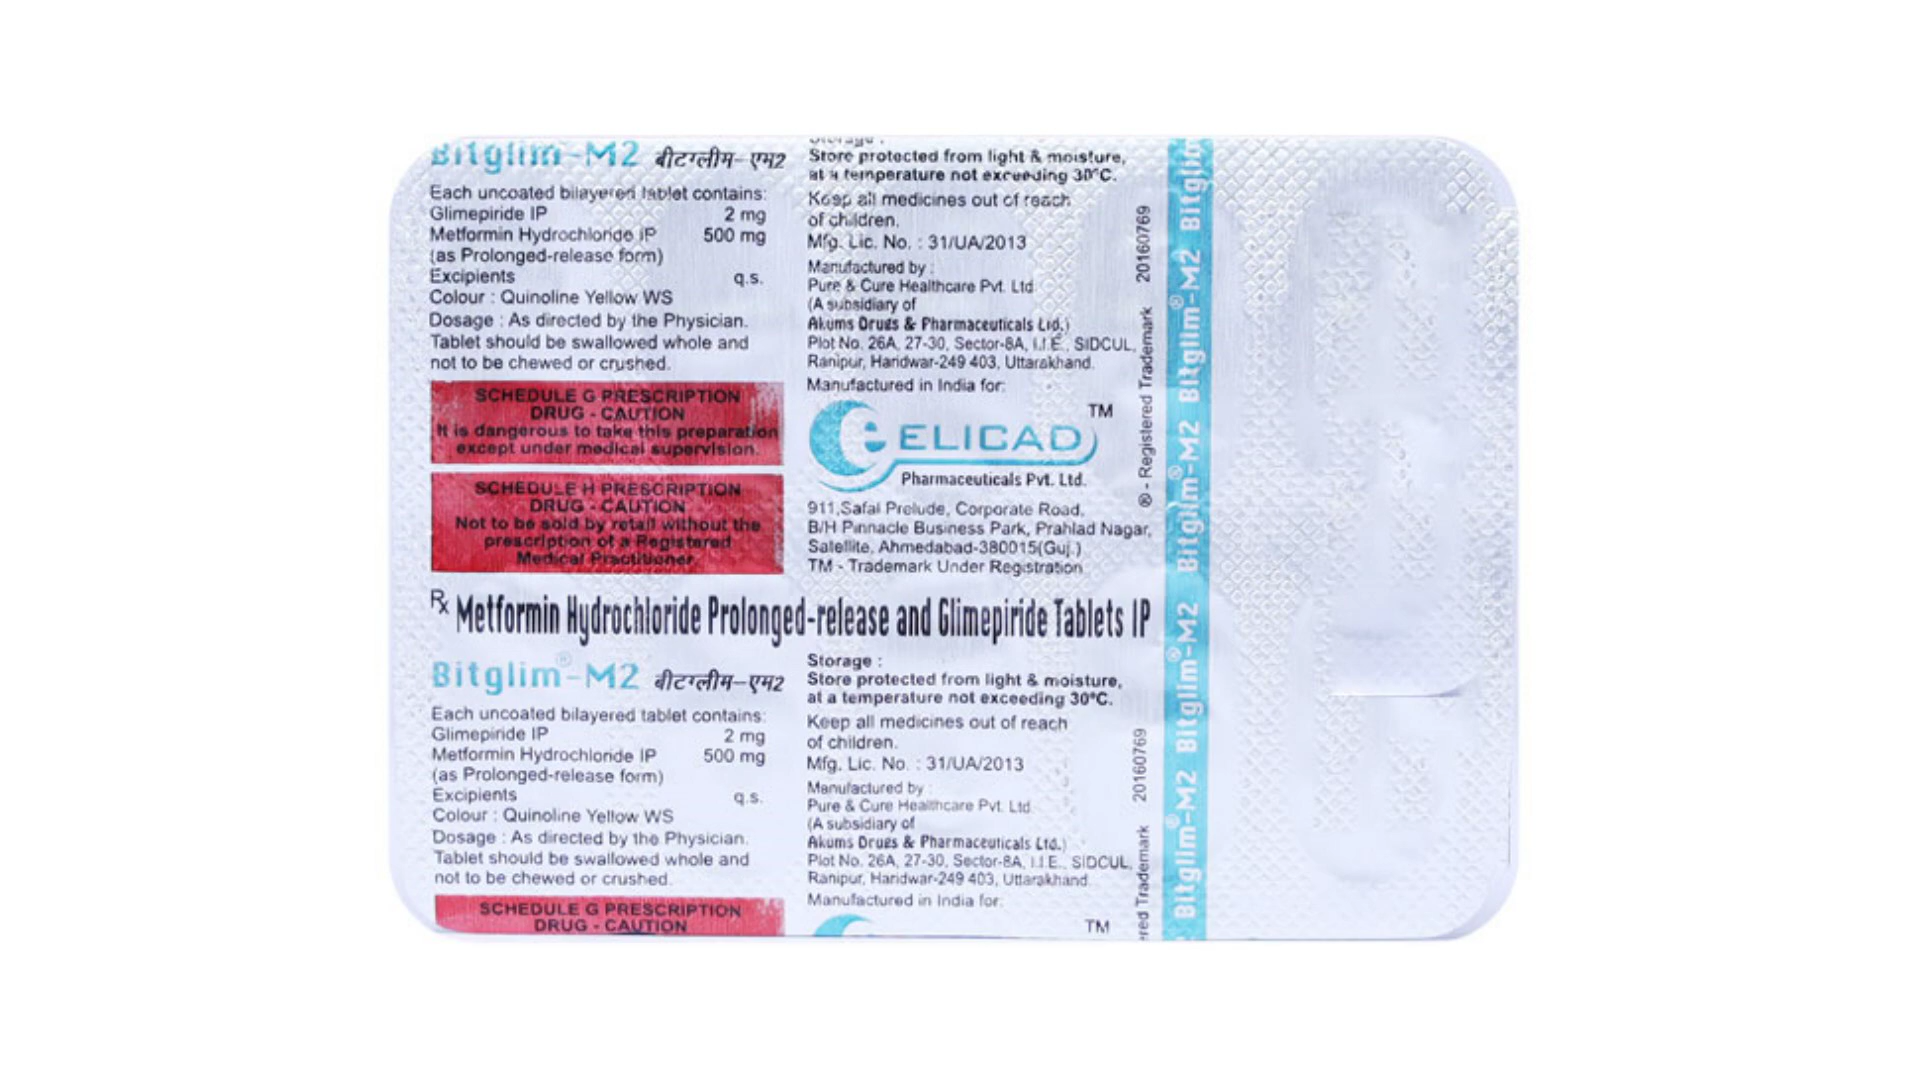 Bitglim-M2 बीटग्लीम-एम2
Each uncoated bilayered tablet contains:
Glimepiride IP 2 mg
Metformin Hydrochloride IP 500 mg
(as Prolonged-release form)
Excipients q.s.
Colour : Quinoline Yellow WS
Dosage : As directed by the Physician.
Tablet should be swallowed whole and
not to be chewed or crushed.
SCHEDULE G PRESCRIPTION
DRUG - CAUTION
It is dangerous to take this preparation
except under medical supervision.
SCHEDULE H PRESCRIPTION
DRUG - CAUTION
Not to be sold by retail without the
prescription of a Registered
Medical Practitioner
Storage :
Store protected from light & moisture,
at a temperature not exceeding 30°C.
Keep all medicines out of reach
of children.
Mfg. Lic. No. : 31/UA/2013
Manufactured by :
Pure & Cure Healthcare Pvt. Ltd.
(A subsidiary of
Akums Drugs & Pharmaceuticals Ltd.)
Plot No. 26A, 27-30, Sector-8A, I.I.E., SIDCUL,
Ranipur, Haridwar-249 403, Uttarakhand.
Manufactured in India for:
e ELICAD TM
Pharmaceuticals Pvt. Ltd.
911,Safal Prelude, Corporate Road,
B/H Pinnacle Business Park, Prahlad Nagar,
Satellite, Ahmedabad-380015(Guj.)
TM - Trademark Under Registration
® - Registered Trademark 20160769
Rx Metformin Hydrochloride Prolonged-release and Glimepiride Tablets IP
Bitglim®-M2 बीटग्लीम-एम2
Each uncoated bilayered tablet contains:
Glimepiride IP 2 mg
Metformin Hydrochloride IP 500 mg
(as Prolonged-release form)
Excipients q.s.
Colour : Quinoline Yellow WS
Dosage : As directed by the Physician.
Tablet should be swallowed whole and
not to be chewed or crushed.
SCHEDULE G PRESCRIPTION
DRUG - CAUTION
Storage :
Store protected from light & moisture,
at a temperature not exceeding 30°C.
Keep all medicines out of reach
of children.
Mfg. Lic. No. : 31/UA/2013
Manufactured by :
Pure & Cure Healthcare Pvt. Ltd.
(A subsidiary of
Akums Drugs & Pharmaceuticals Ltd.)
Plot No. 26A, 27-30, Sector-8A, I.I.E., SIDCUL,
Ranipur, Haridwar-249 403, Uttarakhand.
Manufactured in India for:
TM
red Trademark 20160769
Bitglim®-M2 Bitglim®-M2 Bitglim®-M2 Bitglim®-M2 Bitglim